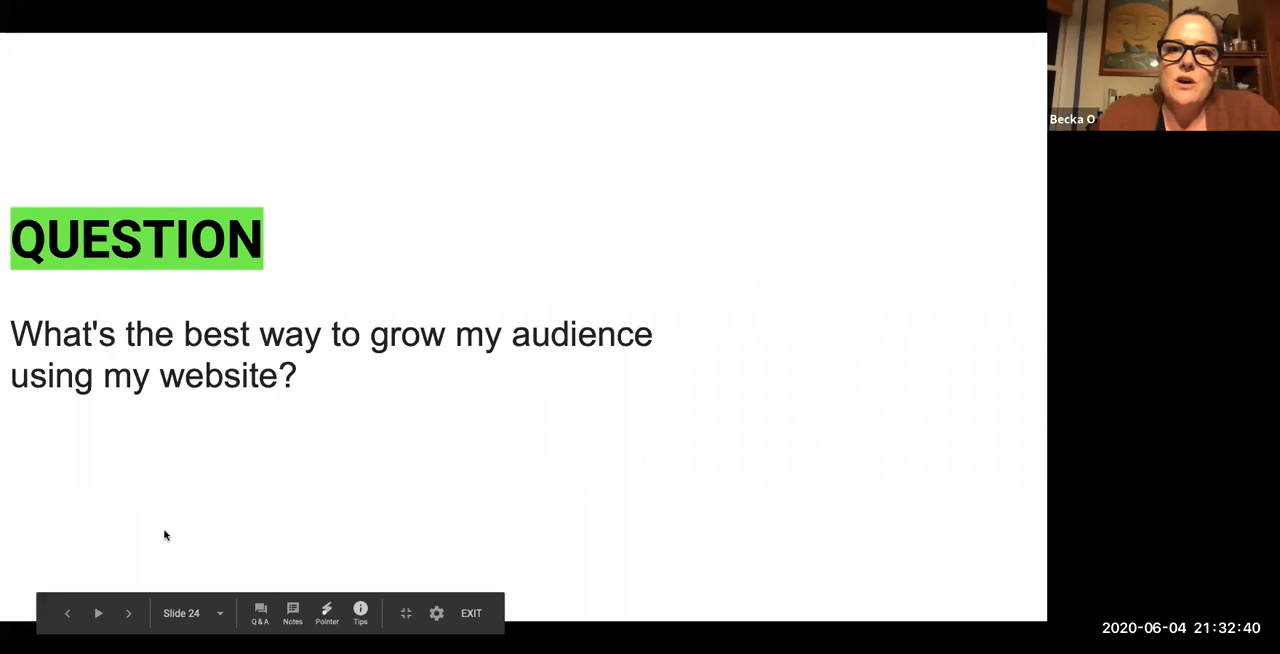 Becka O
QUESTION
What's the best way to grow my audience
using my website?
Slide 24
Q & A
Notes
Pointer
Tips
EXIT
2020-06-04 21:32:40